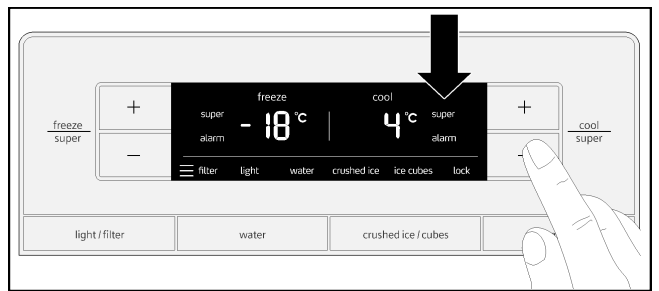 freeze
super
+
−
freeze cool
super
alarm
-18 °C
4 °C
super
alarm
filter light water crushed ice ice cubes lock
+
cool
super
light / filter water crushed ice / cubes